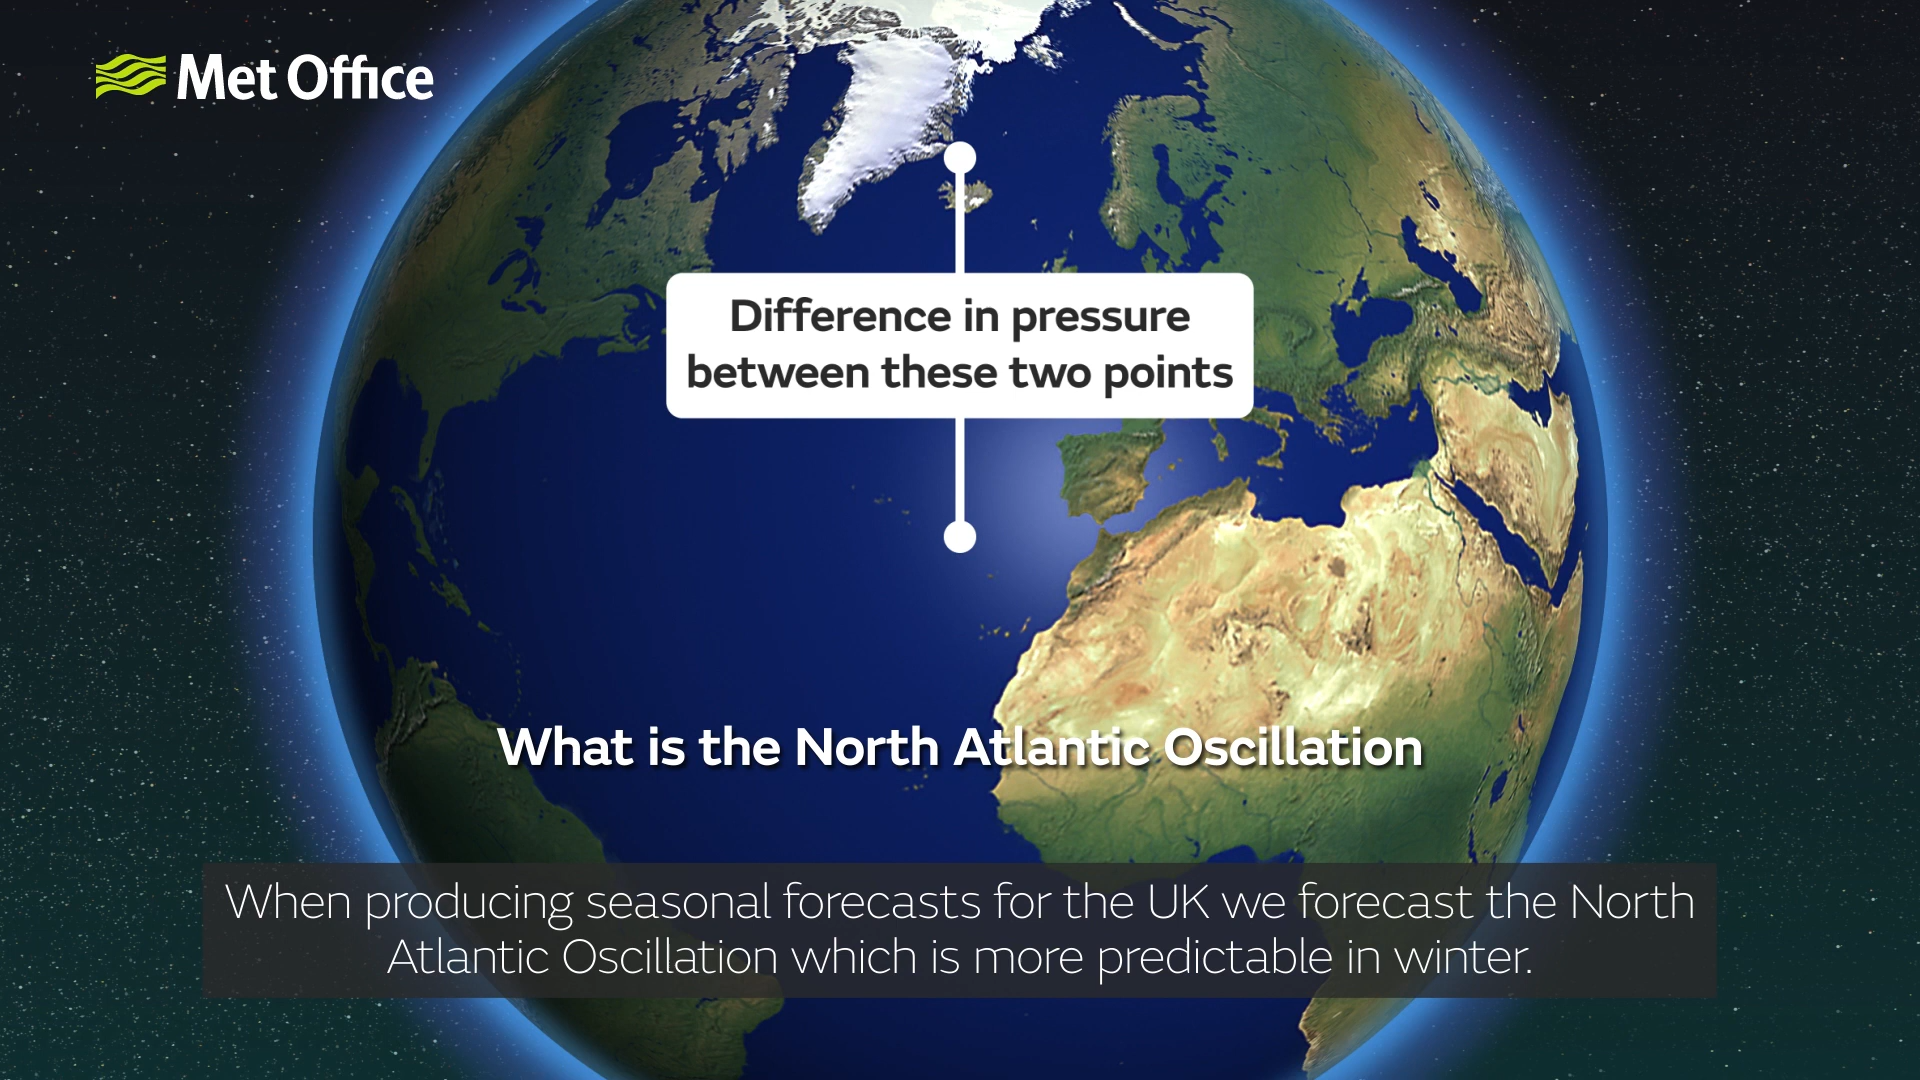 Met Office
Difference in pressure
between these two points
What is the North Atlantic Oscillation
When producing seasonal forecasts for the UK we forecast the North
Atlantic Oscillation which is more predictable in winter.